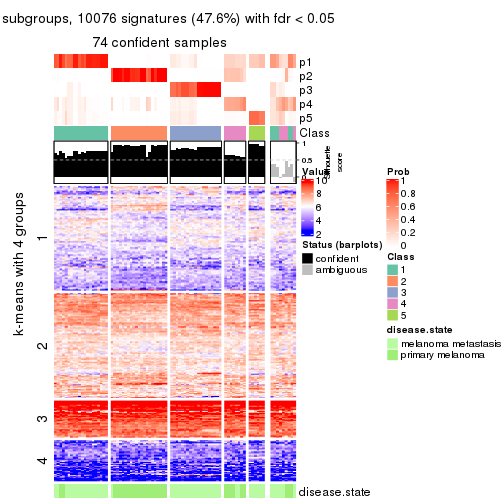 subgroups, 10076 signatures (47.6%) with fdr < 0.05
74 confident samples
p1
p2
p3
p4
p5
Class
1
0.5
0
silhouette
score
Value
10
8
6
4
2
Status (barplots)
confident
ambiguous
Prob
1
0.8
0.6
0.4
0.2
0
Class
1
2
3
4
5
disease.state
melanoma metastasis
primary melanoma
k-means with 4 groups
1
2
3
4
disease.state